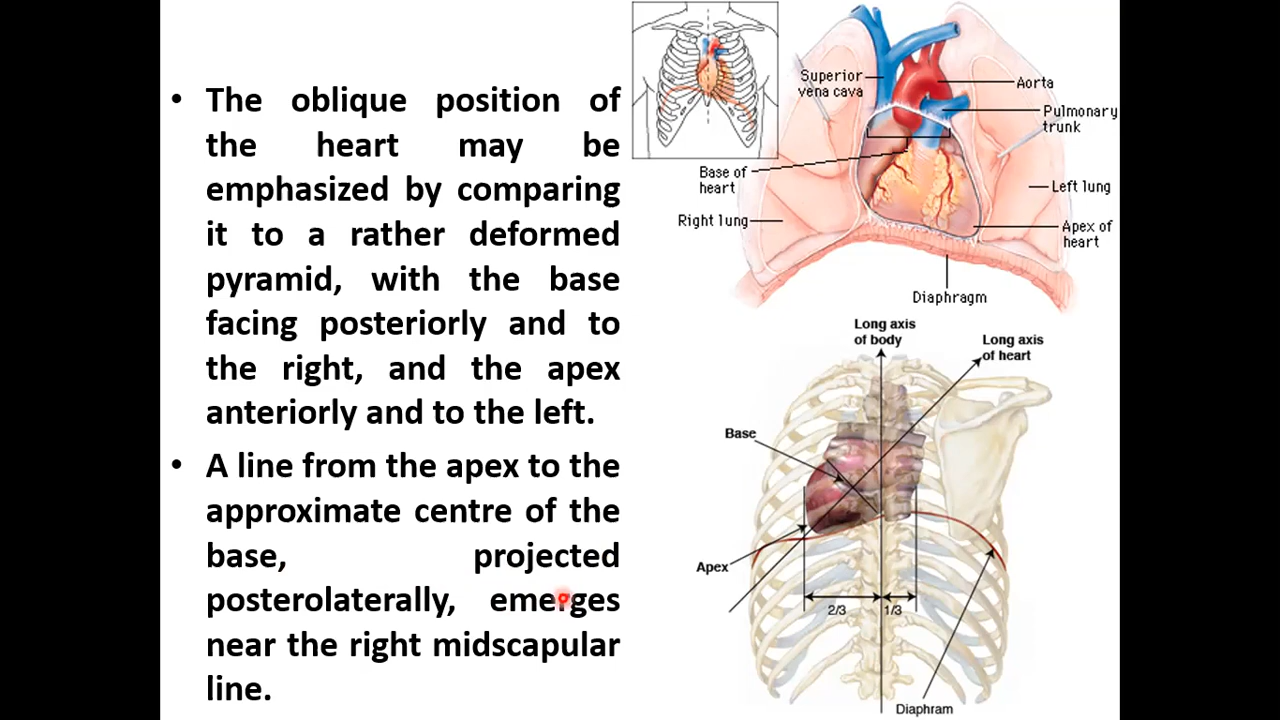 • The oblique position of
the heart may be
emphasized by comparing
it to a rather deformed
pyramid, with the base
facing posteriorly and to
the right, and the apex
anteriorly and to the left.
• A line from the apex to the
approximate centre of the
base, projected
posterolaterally, emerges
near the right midscapular
line.
Superior
vena cava
Aorta
Pulmonary
trunk
Base of
heart
Left lung
Right lung
Apex of
heart
Diaphragm
Long axis
of body
Long axis
of heart
Base
Apex
2/3
1/3
Diaphram